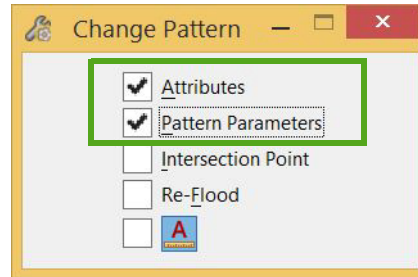 Change Pattern
Attributes
Pattern Parameters
Intersection Point
Re-Flood
A